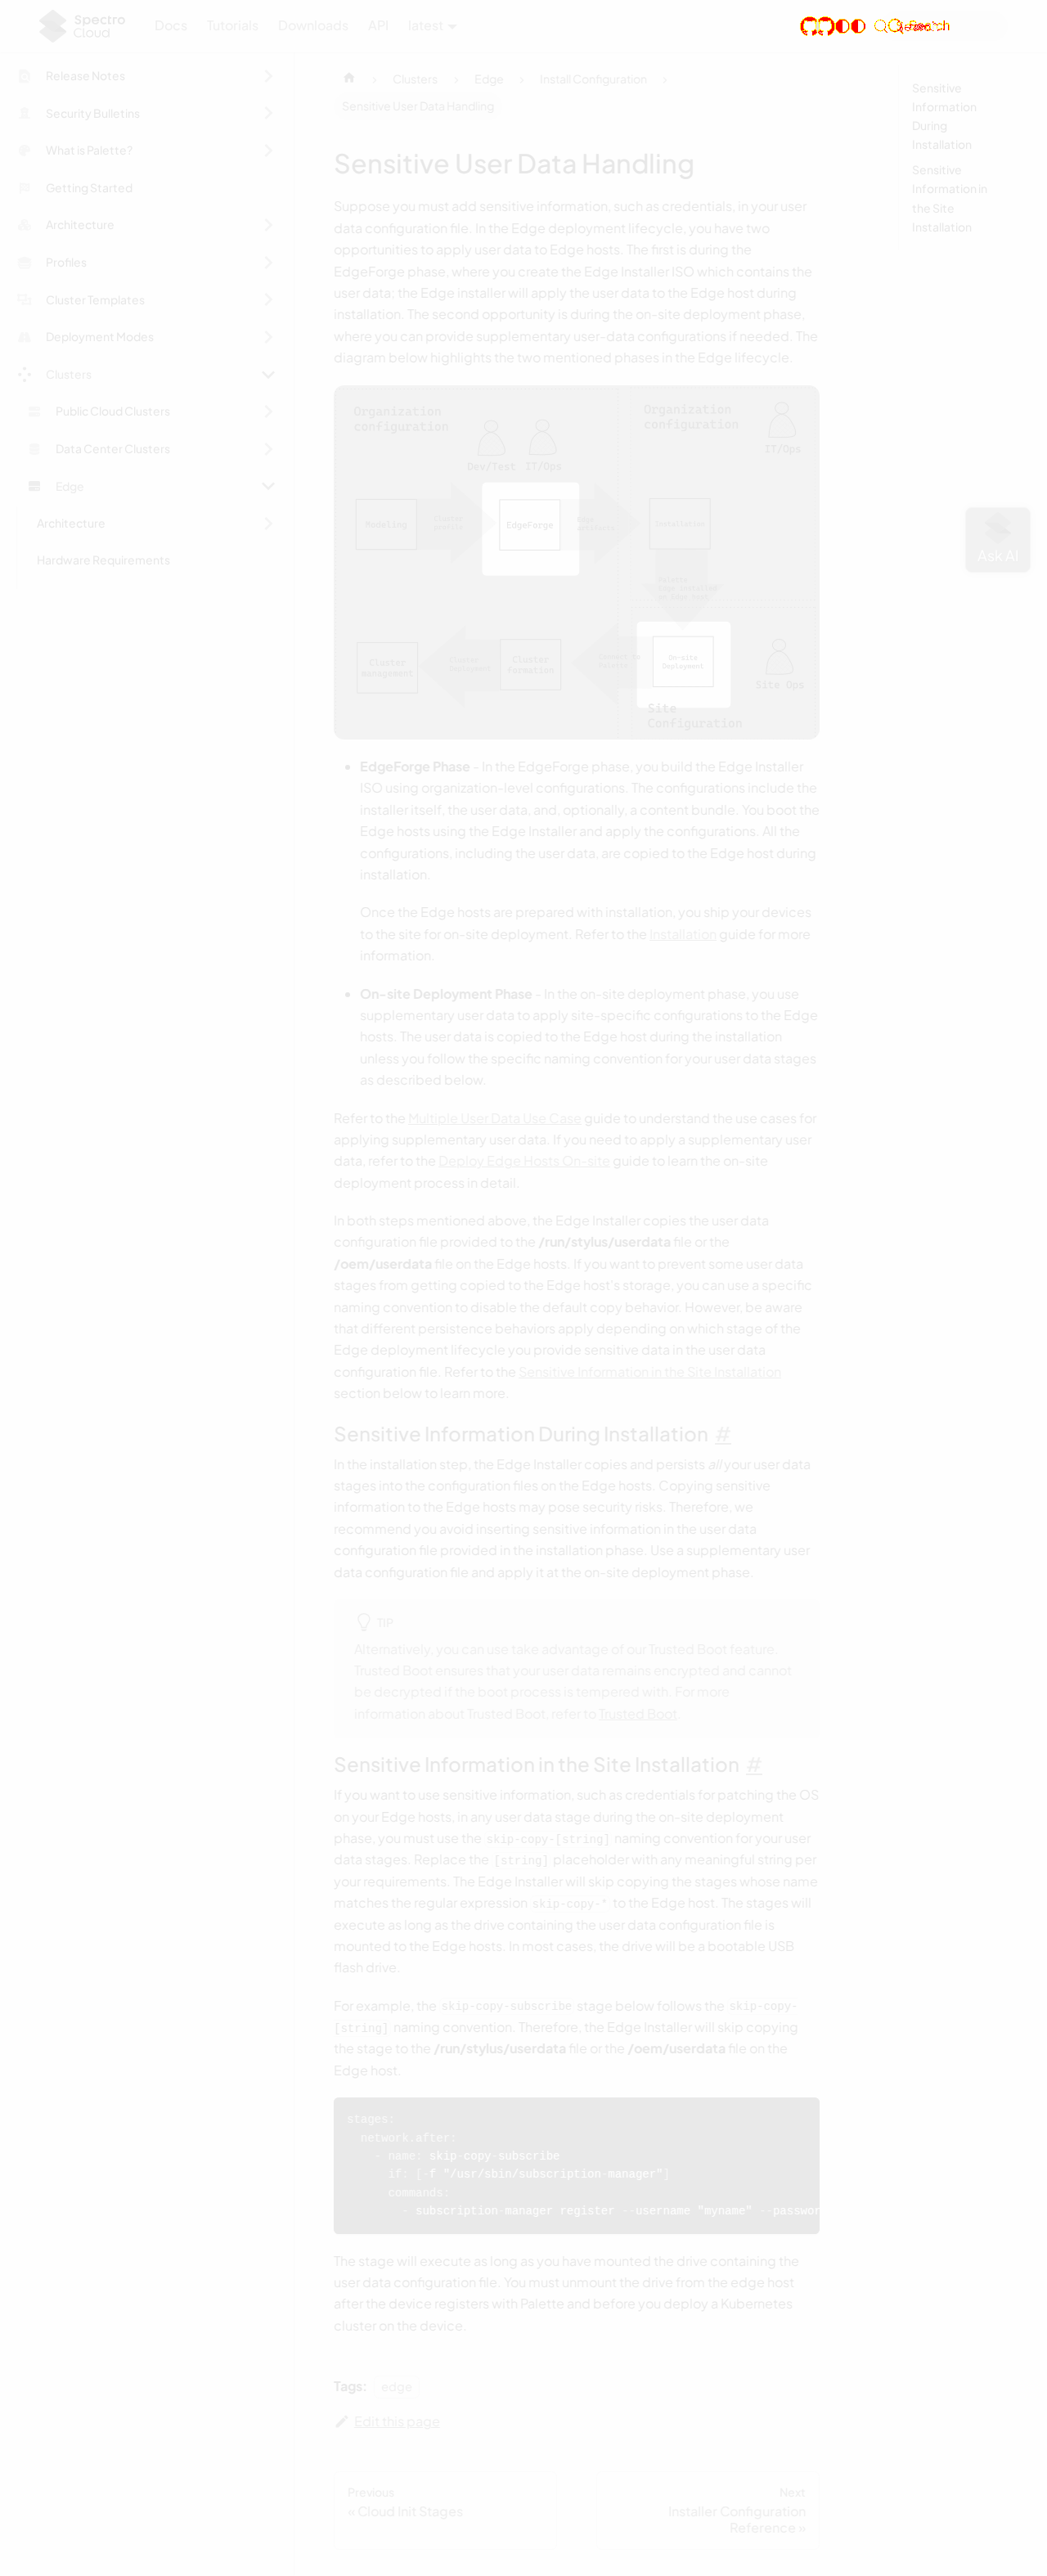 Spectro Cloud
Docs
Tutorials
Downloads
API
latest
Search
Release Notes
Security Bulletins
What is Palette?
Getting Started
Architecture
Profiles
Cluster Templates
Deployment Modes
Clusters
Public Cloud Clusters
Data Center Clusters
Edge
Architecture
Hardware Requirements
Clusters
Edge
Install Configuration
Sensitive User Data Handling
Sensitive
Information
During
Installation
Sensitive
Information in
the Site
Installation
Sensitive User Data Handling
Suppose you must add sensitive information, such as credentials, in your user
data configuration file. In the Edge deployment lifecycle, you have two
opportunities to apply user data to Edge hosts. The first is during the
EdgeForge phase, where you create the Edge Installer ISO which contains the
user data; the Edge installer will apply the user data to the Edge host during
installation. The second opportunity is during the on-site deployment phase,
where you can provide supplementary user-data configurations if needed. The
diagram below highlights the two mentioned phases in the Edge lifecycle.
Organization
configuration
Organization
configuration
Dev/Test
IT/Ops
IT/Ops
Modeling
Cluster
profile
EdgeForge
Edge
Artifacts
Installation
On-site
Deployment
Cluster
Formation
Cluster
management
Site Ops
Site
Configuration
Ask AI
• EdgeForge Phase - In the EdgeForge phase, you build the Edge Installer
ISO using organization-level configurations. The configurations include the
installer itself, the user data, and, optionally, a content bundle. You boot the
Edge hosts using the Edge Installer and apply the configurations. All the
configurations, including the user data, are copied to the Edge host during
installation.
Once the Edge hosts are prepared with installation, you ship your devices
to the site for on-site deployment. Refer to the Installation guide for more
information.
• On-site Deployment Phase - In the on-site deployment phase, you use
supplementary user data to apply site-specific configurations to the Edge
hosts. The user data is copied to the Edge host during the installation
unless you follow the specific naming convention for your user data stages
as described below.
Refer to the Multiple User Data Use Case guide to understand the use cases for
applying supplementary user data. If you need to apply a supplementary user
data, refer to the Deploy Edge Hosts On-site guide to learn the on-site
deployment process in detail.
In both steps mentioned above, the Edge Installer copies the user data
configuration file provided to the /run/stylus/userdata file or the
/oem/userdata file on the Edge hosts. If you want to prevent some user data
stages from getting copied to the Edge host's storage, you can use a specific
naming convention to disable the default copy behavior. However, be aware
that different persistence behaviors apply depending on which stage of the
Edge deployment lifecycle you provide sensitive data in the user data
configuration file. Refer to the Sensitive Information in the Site Installation
section below to learn more.
Sensitive Information During Installation #
In the installation step, the Edge Installer copies and persists all your user data
stages into the configuration files on the Edge hosts. Copying sensitive
information to the Edge hosts may pose security risks. Therefore, we
recommend you avoid inserting sensitive information in the user data
configuration file provided in the installation phase. Use a supplementary user
data configuration file and apply it at the on-site deployment phase.
TIP
Alternatively, you can use take advantage of our Trusted Boot feature.
Trusted Boot ensures that your user data remains encrypted and cannot
be decrypted if the boot process is tempered with. For more
information about Trusted Boot, refer to Trusted Boot.
Sensitive Information in the Site Installation #
If you want to use sensitive information, such as credentials for patching the OS
on your Edge hosts, in any user data stage during the on-site deployment
phase, you must use the skip-copy-[string] naming convention for your user
data stages. Replace the [string] placeholder with any meaningful string per
your requirements. The Edge Installer will skip copying the stages whose name
matches the regular expression skip-copy-* to the Edge host. The stages will
execute as long as the drive containing the user data configuration file is
mounted to the Edge hosts. In most cases, the drive will be a bootable USB
flash drive.
For example, the skip-copy-subscribe stage below follows the skip-copy-
[string] naming convention. Therefore, the Edge Installer will skip copying
the stage to the /run/stylus/userdata file or the /oem/userdata file on the
Edge host.
stages:
network.after:
- name: skip-copy-subscribe
if: [-f "/usr/sbin/subscription-manager"]
commands:
- subscription-manager register --username "myname" --passwor
The stage will execute as long as you have mounted the drive containing the
user data configuration file. You must unmount the drive from the edge host
after the device registers with Palette and before you deploy a Kubernetes
cluster on the device.
Tags: edge
Edit this page
Previous
« Cloud Init Stages
Next
Installer Configuration
Reference »